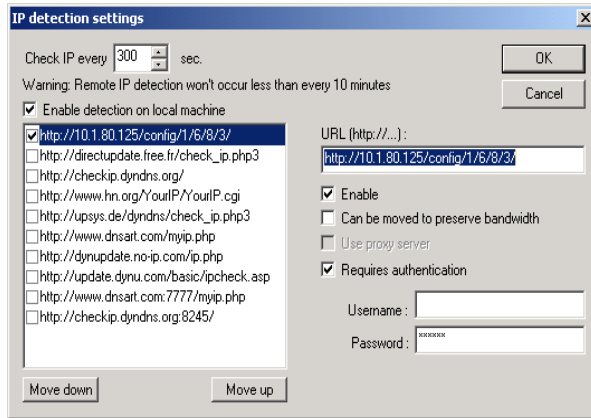 IP detection settings
Check IP every 300 sec.
OK
Warning: Remote IP detection won't occur less than every 10 minutes
Cancel
Enable detection on local machine
http://10.1.80.125/config/1/6/8/3/
http://directupdate.free.fr/check_ip.php3
http://checkip.dyndns.org/
http://www.hn.org/YourIP/YourIP.cgi
http://upsys.de/dyndns/check_ip.php3
http://www.dnsart.com/myip.php
http://dynupdate.no-ip.com/ip.php
http://update.dynu.com/basic/ipcheck.asp
http://www.dnsart.com:7777/myip.php
http://checkip.dyndns.org:8245/
Move down
Move up
URL (http://...) :
http://10.1.80.125/config/1/6/8/3/
Enable
Can be moved to preserve bandwidth
Use proxy server
Requires authentication
Username :
Password : xxxxxx